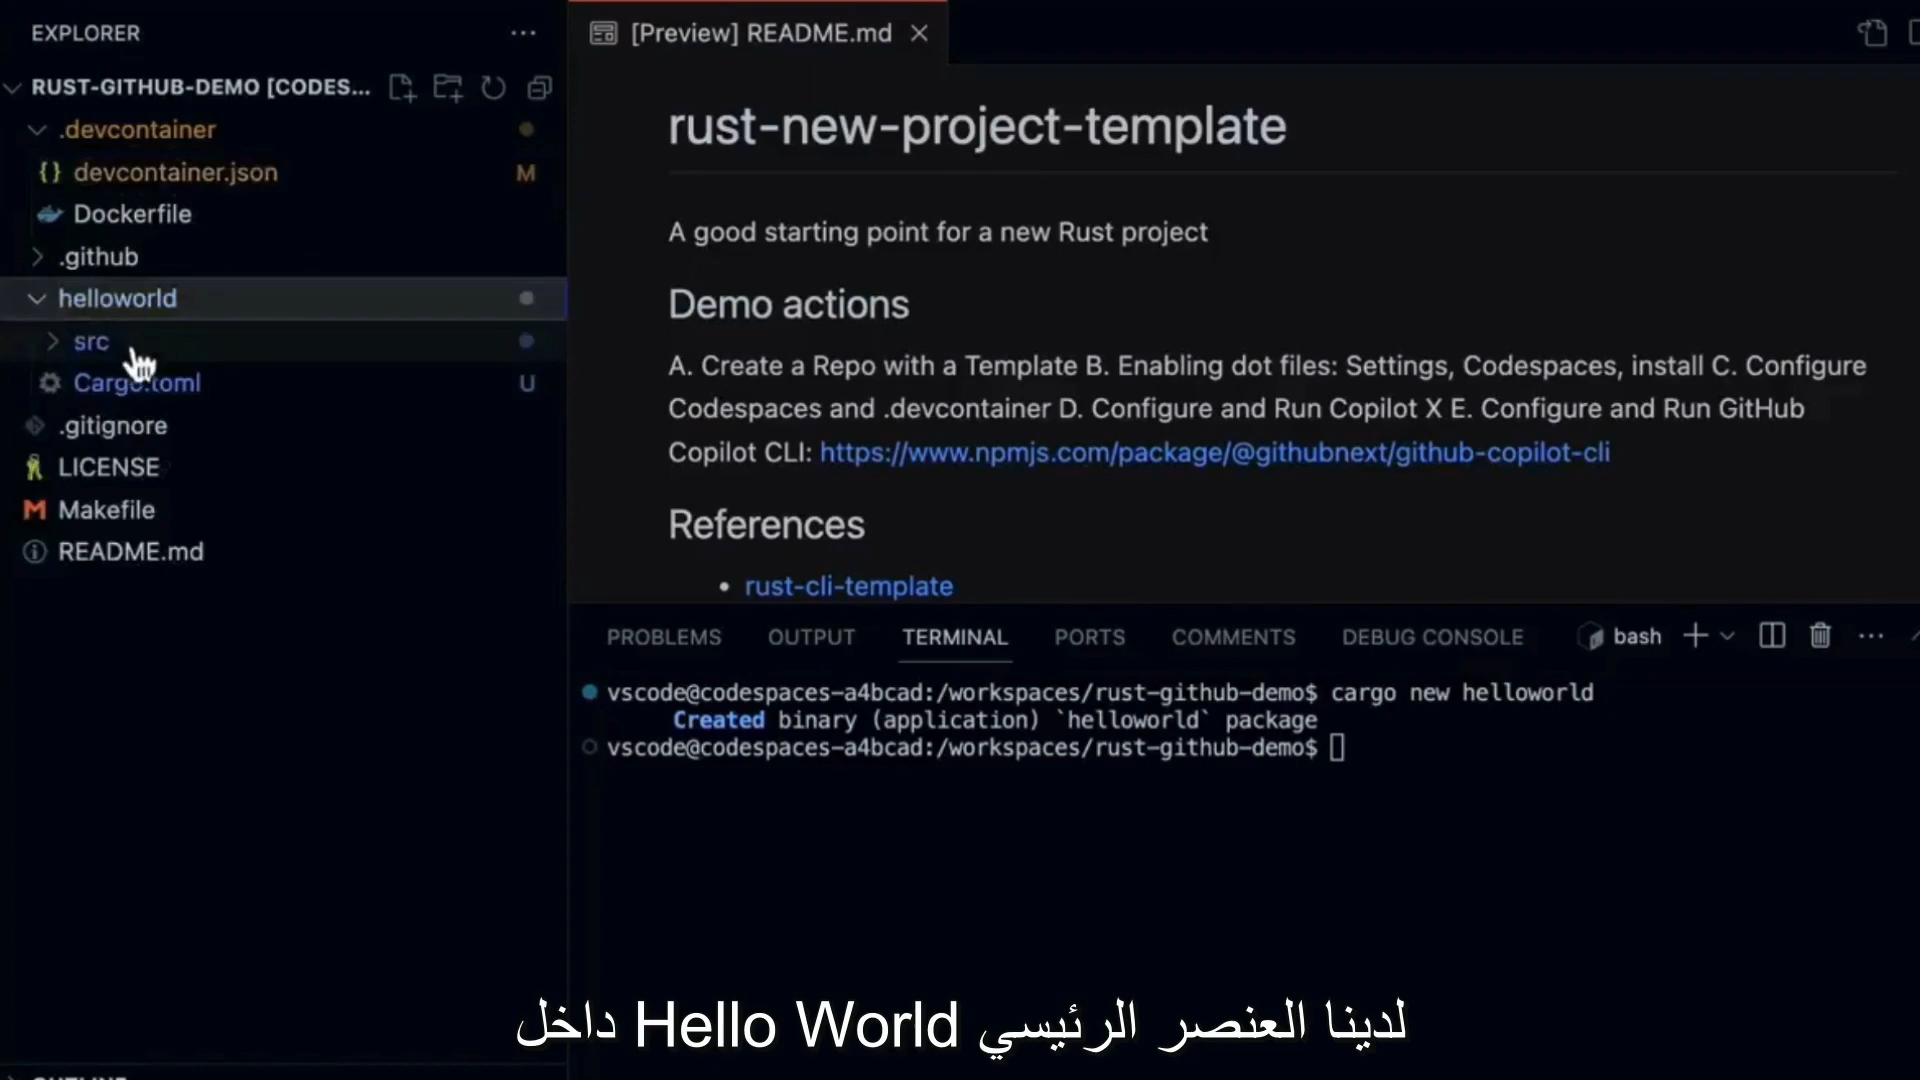 EXPLORER
RUST-GITHUB-DEMO [CODES...
.devcontainer
{} devcontainer.json M
Dockerfile
.github
helloworld
src
Cargo.toml U
.gitignore
LICENSE
Makefile
README.md
[Preview] README.md
rust-new-project-template
A good starting point for a new Rust project
Demo actions
A. Create a Repo with a Template B. Enabling dot files: Settings, Codespaces, install C. Configure
Codespaces and .devcontainer D. Configure and Run Copilot X E. Configure and Run GitHub
Copilot CLI: https://www.npmjs.com/package/@githubnext/github-copilot-cli
References
• rust-cli-template
PROBLEMS OUTPUT TERMINAL PORTS COMMENTS DEBUG CONSOLE bash
vscode@codespaces-a4bcad:/workspaces/rust-github-demo$ cargo new helloworld
Created binary (application) `helloworld` package
vscode@codespaces-a4bcad:/workspaces/rust-github-demo$
لدينا العنصر الرئيسي Hello World داخل